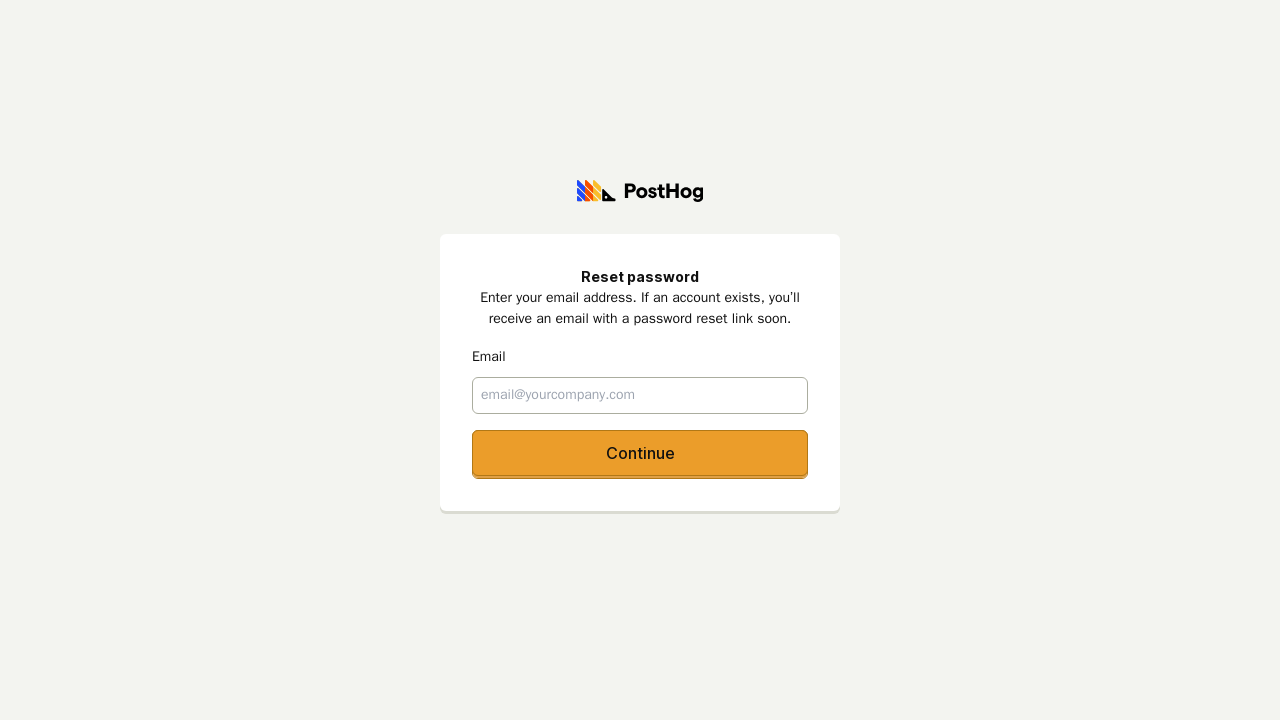 PostHog
Reset password
Enter your email address. If an account exists, you’ll
receive an email with a password reset link soon.
Email
email@yourcompany.com
Continue